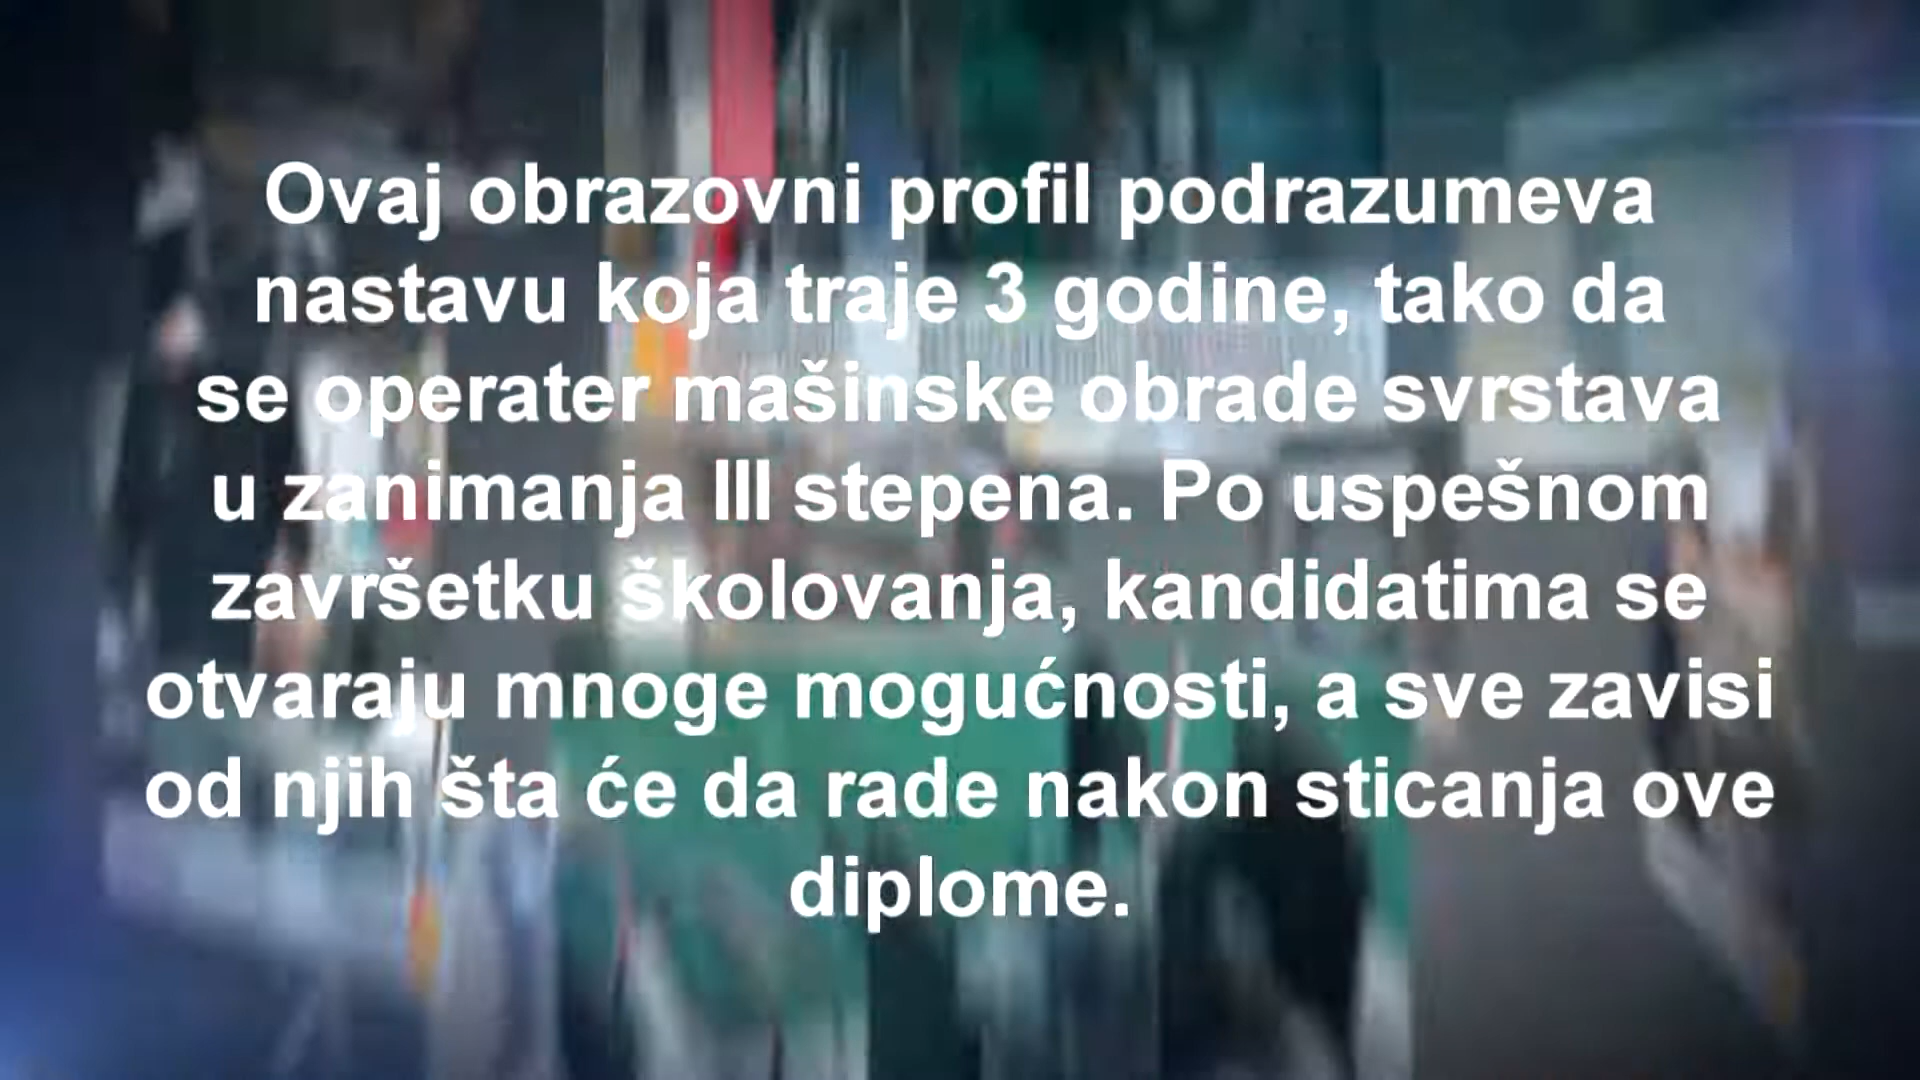 Ovaj obrazovni profil podrazumeva
nastavu koja traje 3 godine, tako da
se operater mašinske obrade svrstava
u zanimanja III stepena. Po uspešnom
završetku školovanja, kandidatima se
otvaraju mnoge mogućnosti, a sve zavisi
od njih šta će da rade nakon sticanja ove
diplome.